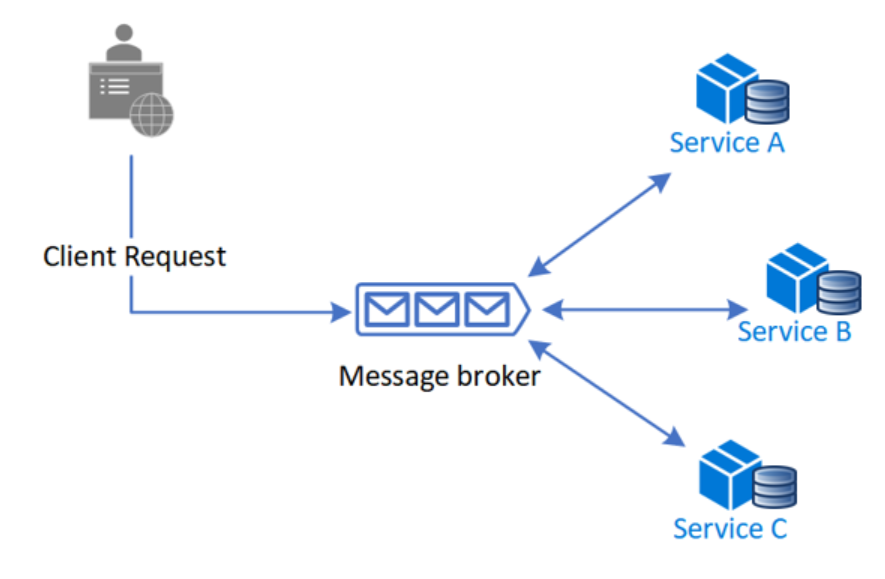 Service A
Client Request
Service B
Message broker
Service C